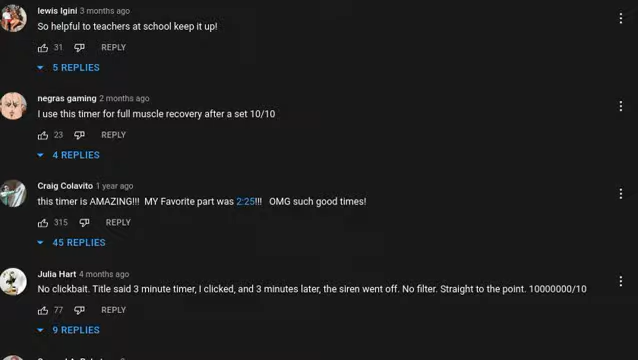 lewis Igini 3 months ago
So helpful to teachers at school keep it up!
31 REPLY
5 REPLIES
negras gaming 2 months ago
I use this timer for full muscle recovery after a set 10/10
23 REPLY
4 REPLIES
Craig Colavito 1 year ago
this timer is AMAZING!!! MY Favorite part was 2:25!!! OMG such good times!
315 REPLY
45 REPLIES
Julia Hart 4 months ago
No clickbait. Title said 3 minute timer, I clicked, and 3 minutes later, the siren went off. No filter. Straight to the point. 10000000/10
77 REPLY
9 REPLIES